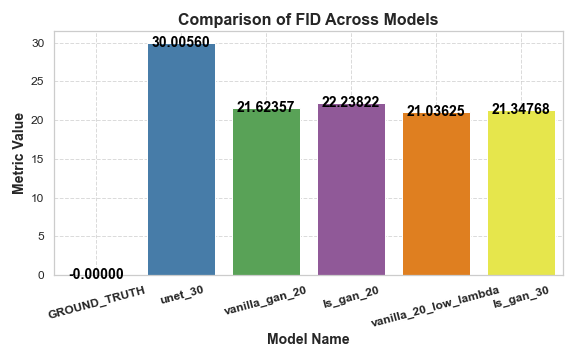 Comparison of FID Across Models
30
25
20
15
10
5
0
Metric Value
-0.00000
30.00560
21.62357
22.23822
21.03625
21.34768
GROUND_TRUTH
unet_30
vanilla_gan_20
ls_gan_20
vanilla_20_low_lambda
ls_gan_30
Model Name